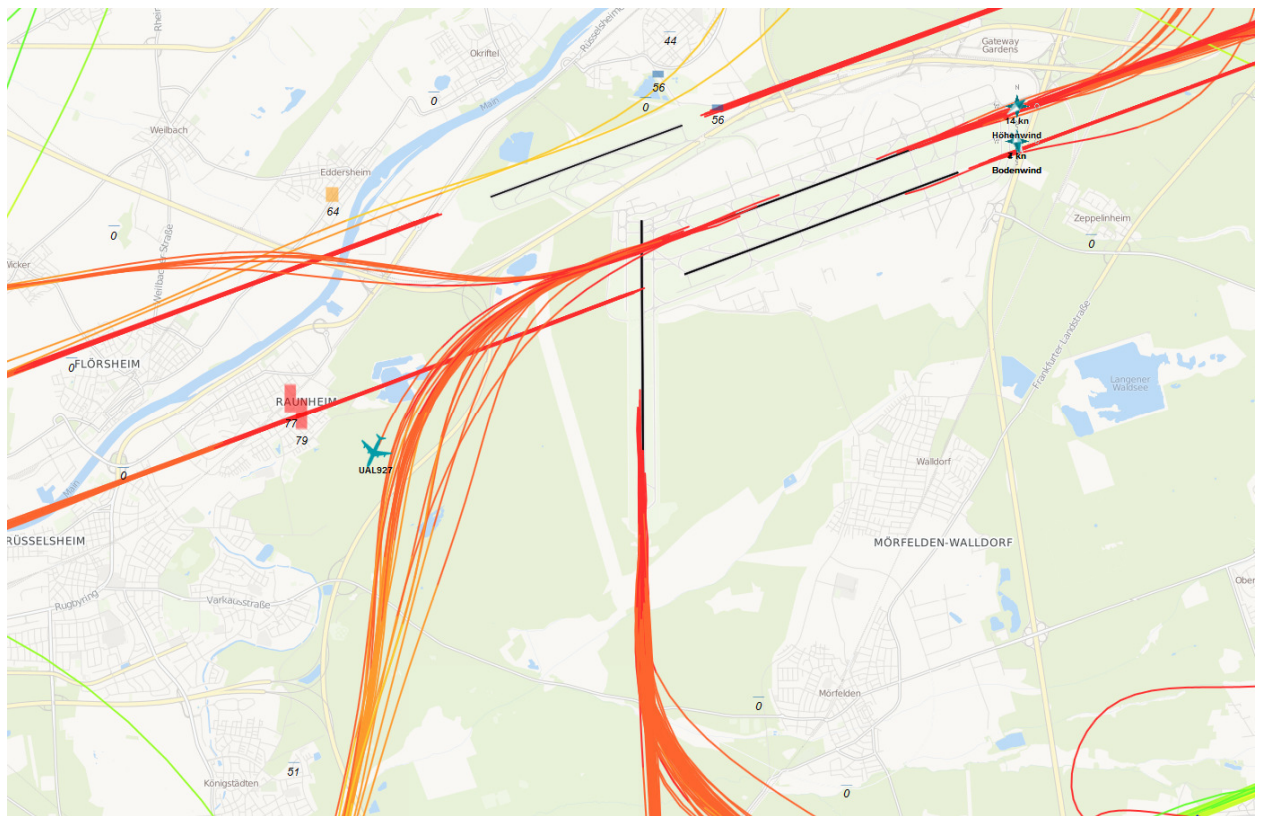 Rhein
Rüsselsheimer
Okriftel
44
Gateway
Gardens
56
0
0
Main
56
N
14 kn
Höhenwind
Weilbach
kn
Bodenwind
Eddersheim
64
Zeppelinheim
0
0
Wicker
Weilbacher Straße
Frankfurter Landstraße
0
FLÖRSHEIM
Langener
Waldsee
RAUNHEIM
77
79
UAL927
0
Main
Walldorf
RÜSSELSHEIM
MÖRFELDEN-WALLDORF
Ober
Rugbyring
Varkausstraße
Mörfelden
0
51
Königstädten
0